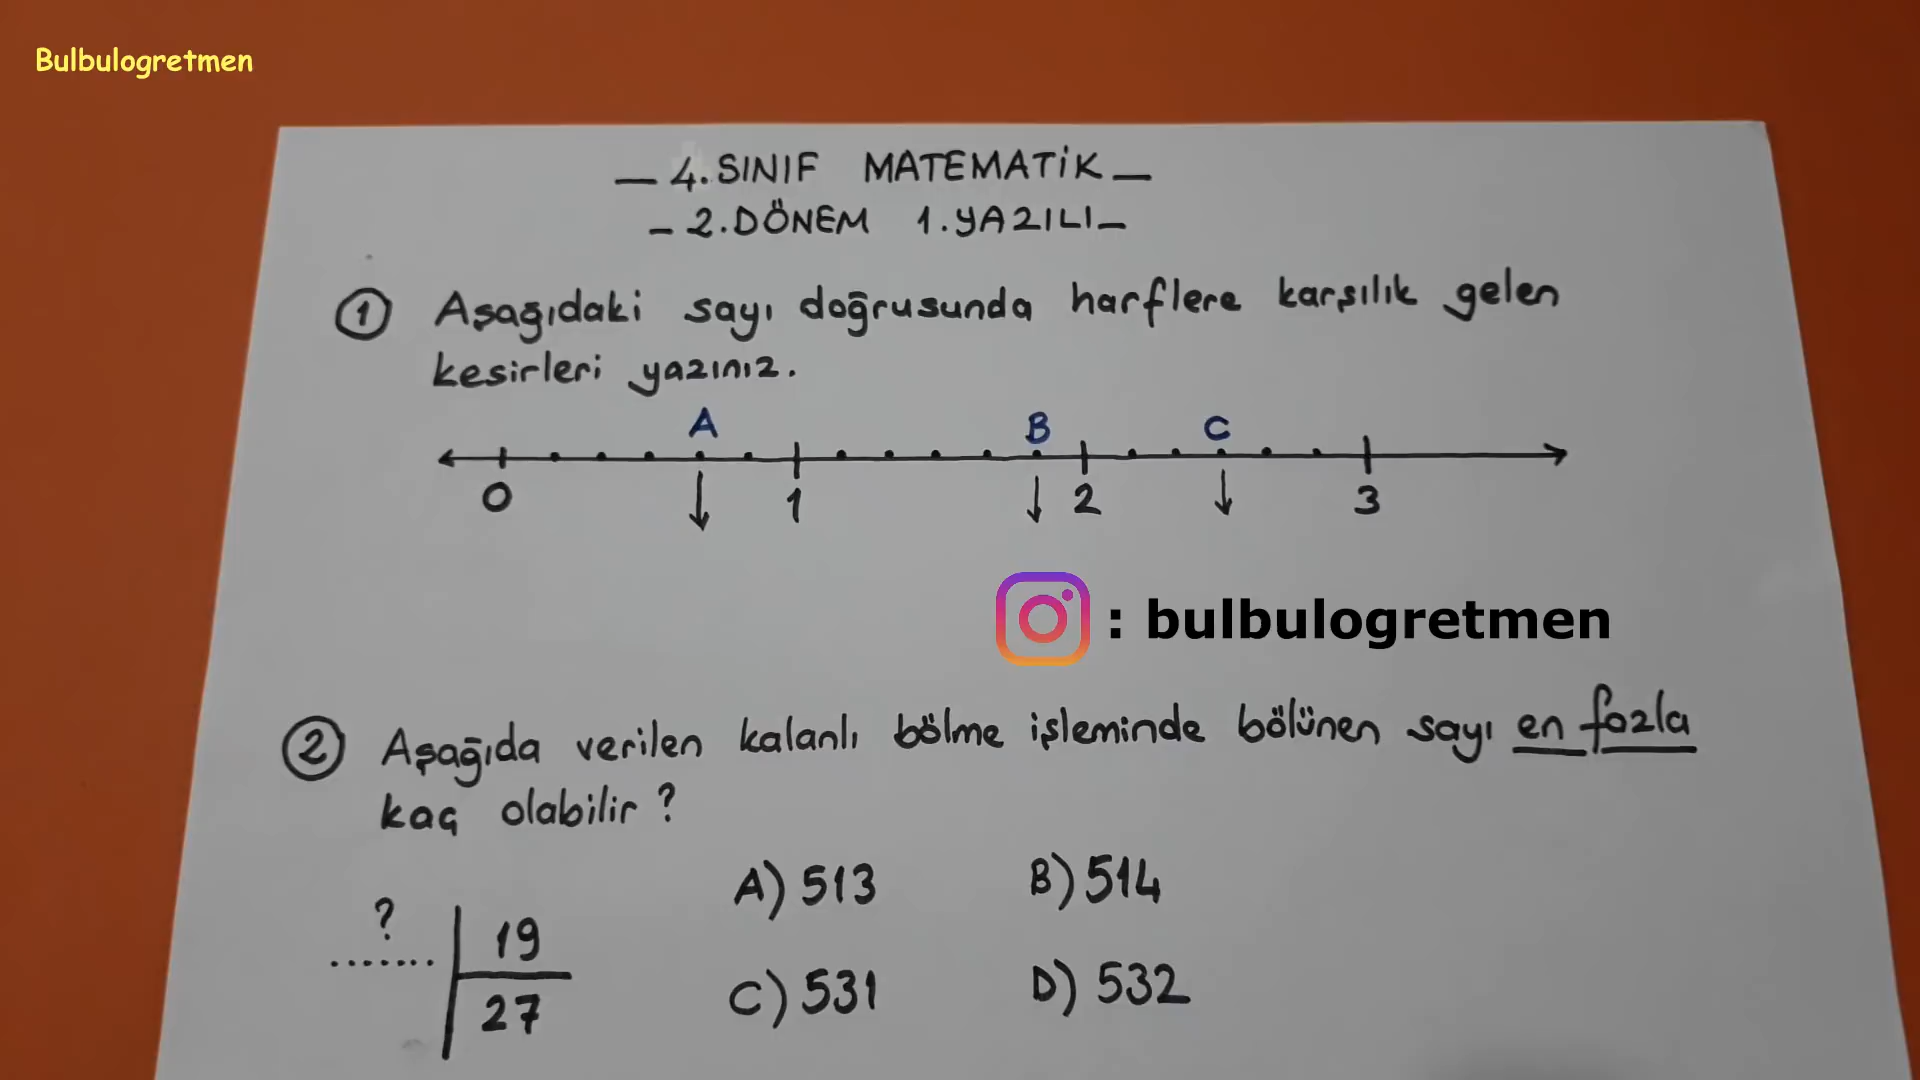 Bulbulogretmen
— 4.SINIF MATEMATİK —
- 2.DÖNEM 1.YAZILI -
1 Aşağıdaki sayı doğrusunda harflere karşılık gelen
kesirleri yazınız.
A B C
0 1 2 3
: bulbulogretmen
2 Aşağıda verilen kalanlı bölme işleminde bölünen sayı en fazla
kaç olabilir ?
A) 513 B) 514
? 19
....... 27
C) 531 D) 532